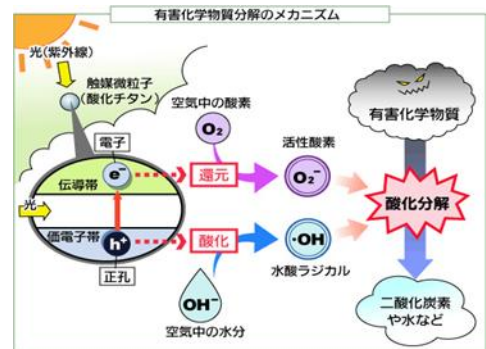 有害化学物質分解のメカニズム
光(紫外線)
触媒微粒子
(酸化チタン)
空気中の酸素
O₂
有害化学物質
電子
e⁻
伝導帯
還元
活性酸素
O₂⁻
光
酸化分解
価電子帯
h⁺
酸化
・OH
正孔
水酸ラジカル
OH⁻
空気中の水分
二酸化炭素
や水など